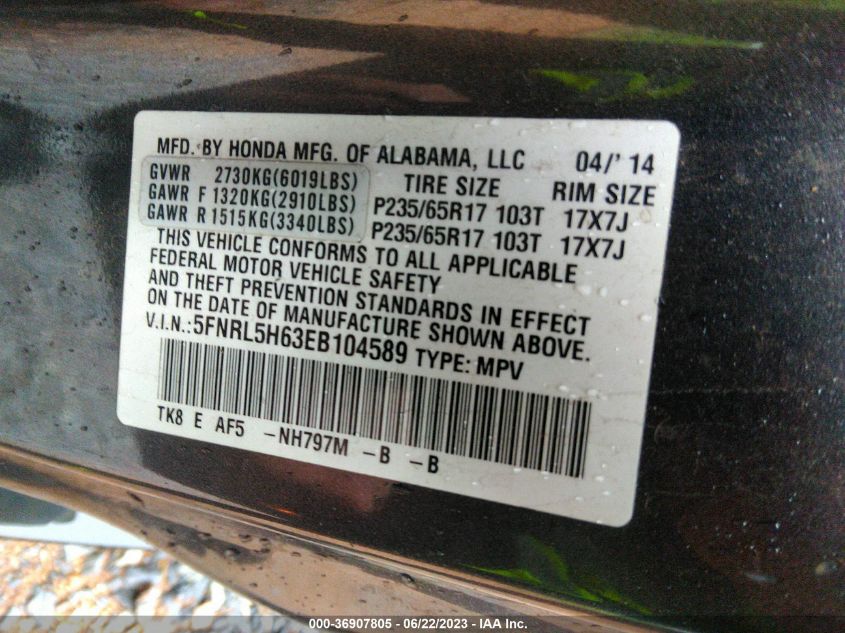 MFD. BY HONDA MFG. OF ALABAMA, LLC 04/' 14
GVWR 2730KG(6019LBS) TIRE SIZE RIM SIZE
GAWR F 1320KG(2910LBS) P235/65R17 103T 17X7J
GAWR R 1515KG(3340LBS) P235/65R17 103T 17X7J
THIS VEHICLE CONFORMS TO ALL APPLICABLE
FEDERAL MOTOR VEHICLE SAFETY
AND THEFT PREVENTION STANDARDS IN EFFECT
ON THE DATE OF MANUFACTURE SHOWN ABOVE.
V.I.N.:5FNRL5H63EB104589 TYPE: MPV
TK8 E AF5 -NH797M -B -B
000-36907805 - 06/22/2023 - IAA Inc.